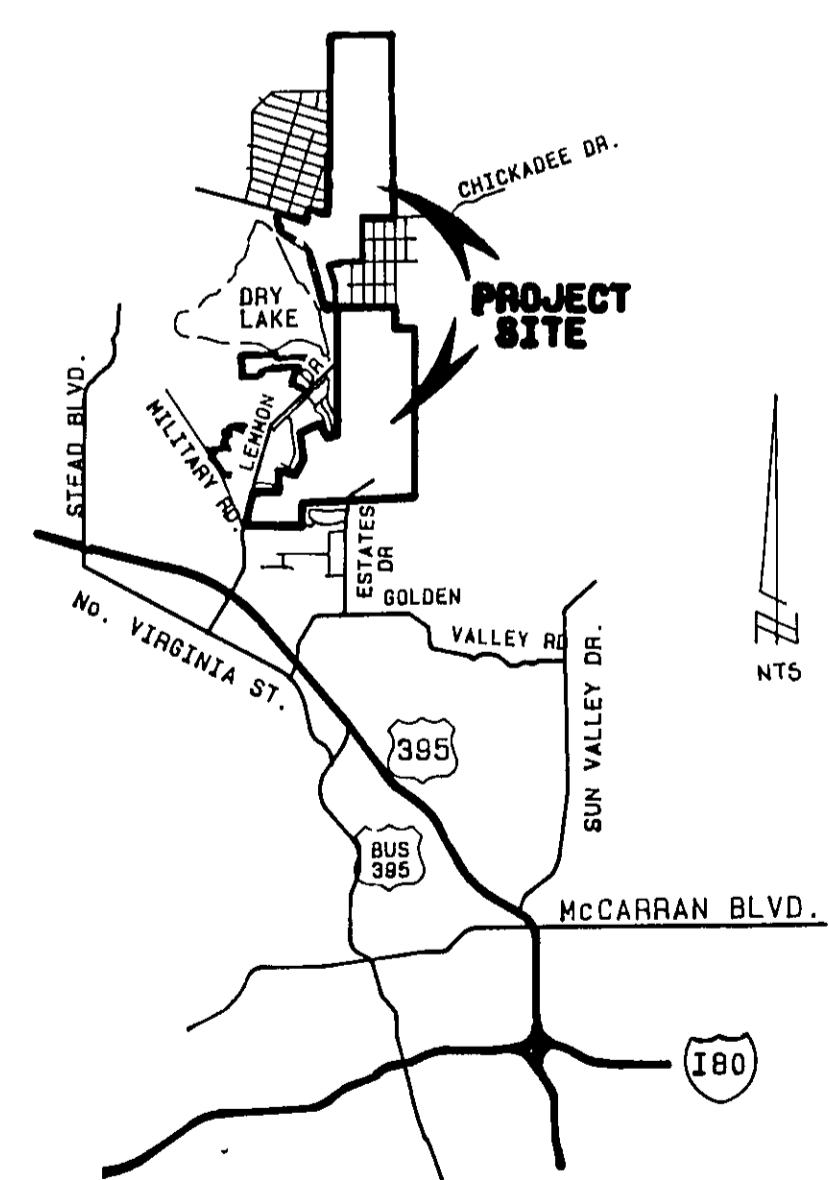 CHICKADEE DR.
PROJECT
SITE
DRY
LAKE
LEMMON DR
STEAD BLVD.
MILITARY RD.
ESTATES
DR
GOLDEN
VALLEY RD
No. VIRGINIA ST.
SUN VALLEY DR.
N
NTS
395
BUS
395
McCARRAN BLVD.
I80